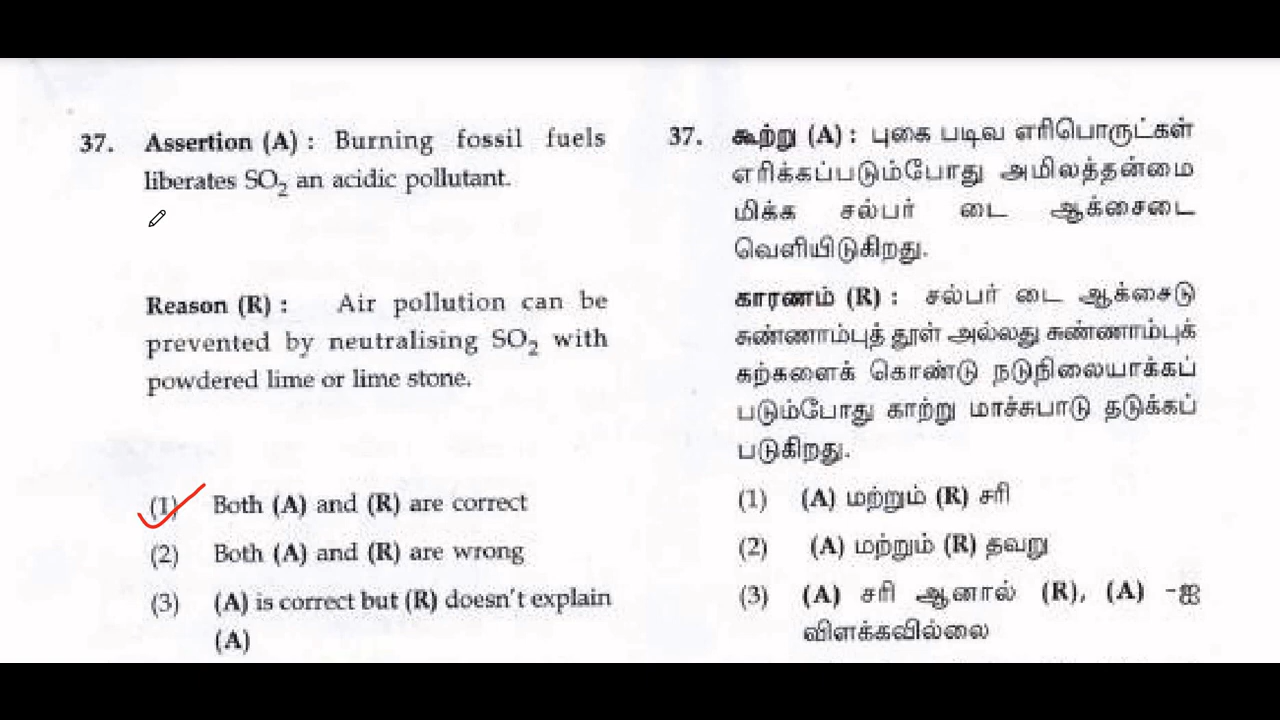 37. Assertion (A) : Burning fossil fuels
liberates SO2 an acidic pollutant.
Reason (R) : Air pollution can be
prevented by neutralising SO2 with
powdered lime or lime stone.
(1) Both (A) and (R) are correct
(2) Both (A) and (R) are wrong
(3) (A) is correct but (R) doesn't explain
(A)
37. கூற்று (A) : புகை படிவ எரிபொருட்கள்
எரிக்கப்படும்போது அமிலத்தன்மை
மிக்க சல்பர் டை ஆக்சைடை
வெளியிடுகிறது.
காரணம் (R) : சல்பர் டை ஆக்சைடு
சுண்ணாம்புத் தூள் அல்லது சுண்ணாம்புக்
கற்களைக் கொண்டு நடுநிலையாக்கப்
படும்போது காற்று மாச்சுபாடு தடுக்கப்
படுகிறது.
(1) (A) மற்றும் (R) சரி
(2) (A) மற்றும் (R) தவறு
(3) (A) சரி ஆனால் (R), (A) -ஐ
விளக்கவில்லை